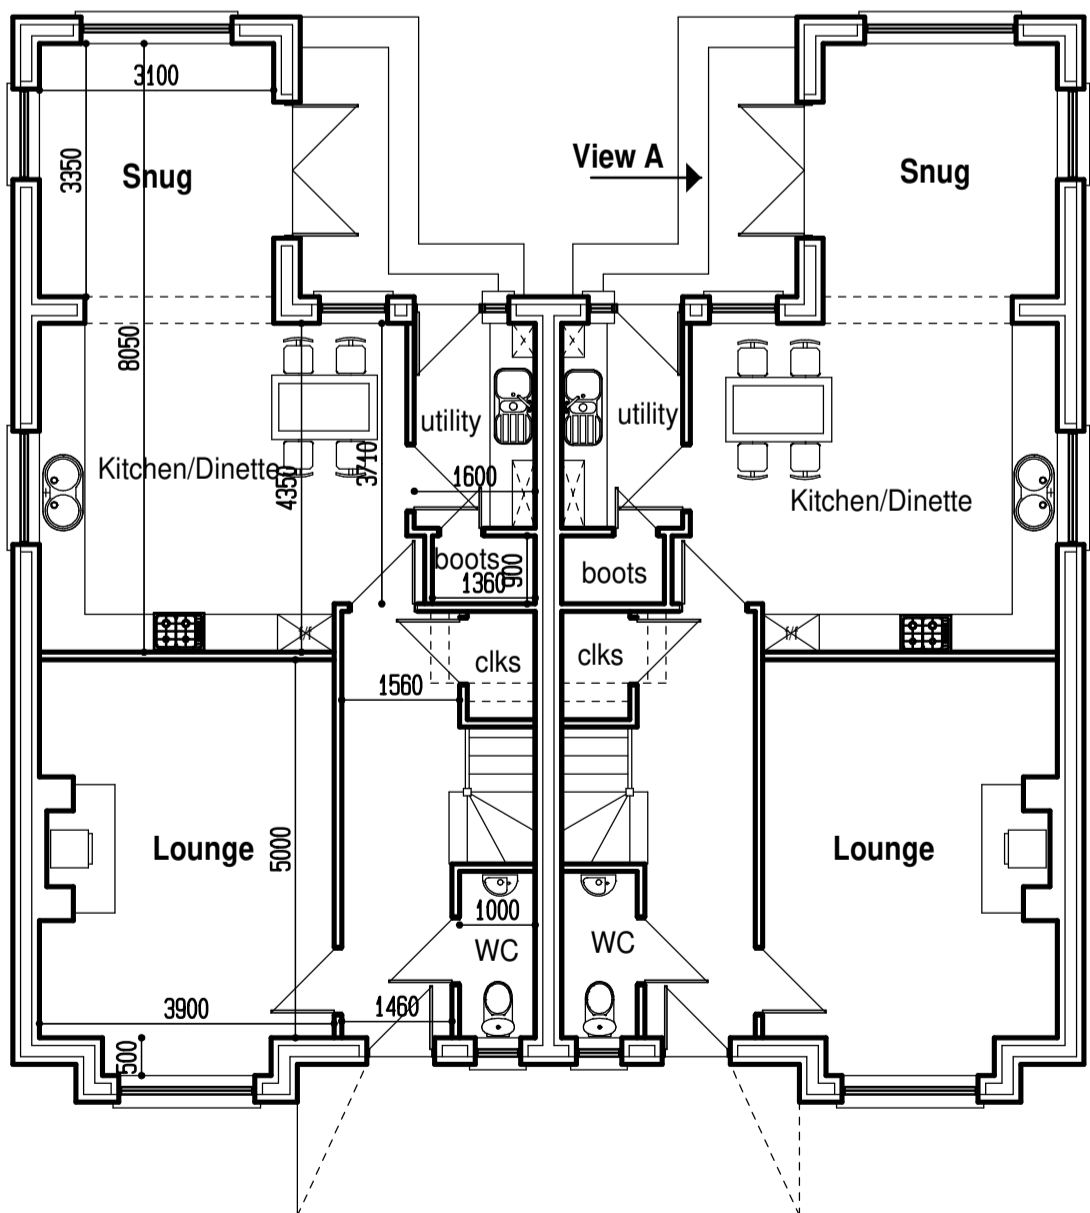 3100
3350
Snug
View A
Snug
8050
utility
utility
Kitchen/Dinette
4350
3710
1600
Kitchen/Dinette
boots
900
boots
1360
f/f
f/f
clks
clks
1560
Lounge
5000
Lounge
1000
WC
WC
3900
1460
500